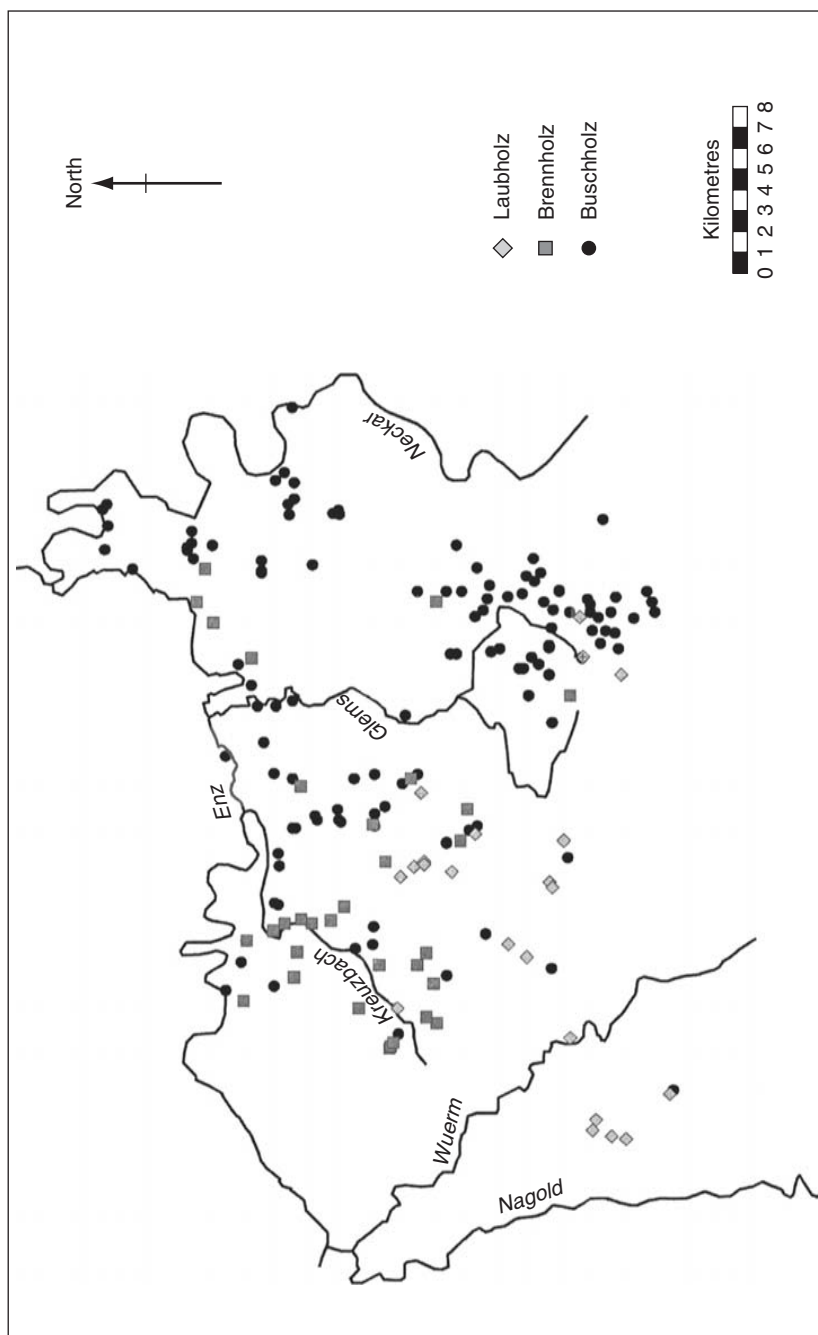 North
Laubholz
Brennholz
Buschholz
Kilometres
0 1 2 3 4 5 6 7 8
Neckar
Glems
Enz
Kreuzbach
Wuerm
Nagold